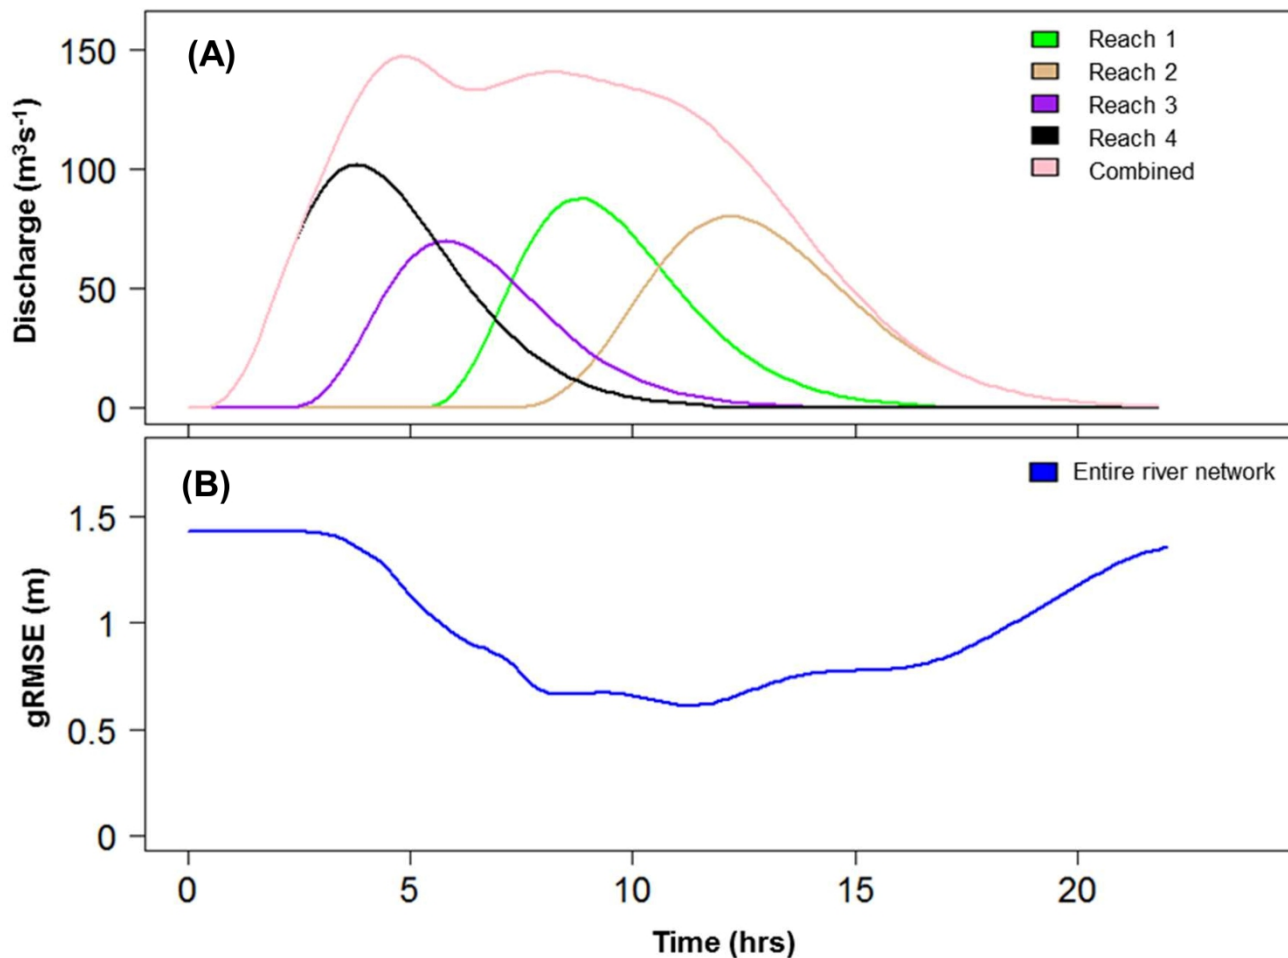 (A)
150
100
50
0
Discharge (m³s⁻¹)
Reach 1
Reach 2
Reach 3
Reach 4
Combined
(B)
1.5
1
0.5
0
gRMSE (m)
Entire river network
0 5 10 15 20
Time (hrs)